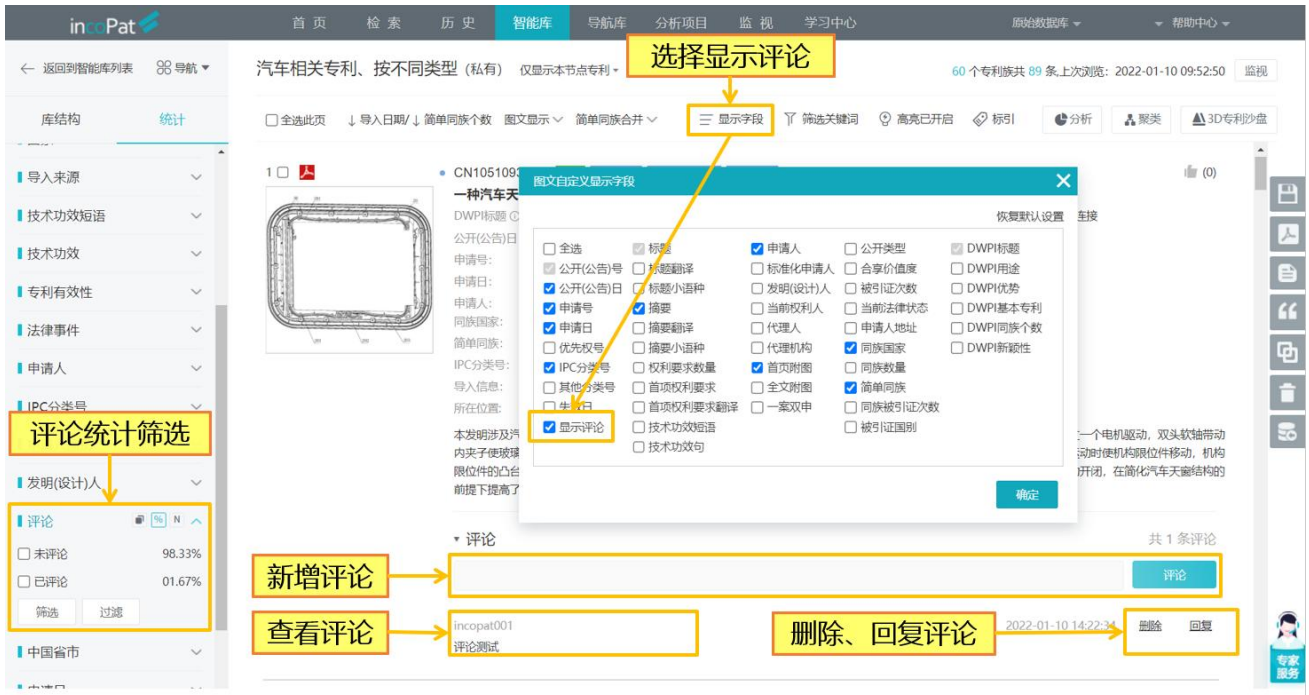 incoPat
首 页
检 索
历 史
智能库
导航库
分析项目
监 视
学习中心
原始数据库
帮助中心
选择显示评论
返回到智能库列表
导航
汽车相关专利、按不同类型 (私有)
仅显示本节点专利
60 个专利族共 89 条,上次浏览: 2022-01-10 09:52:50
监视
库结构
统计
全选此页
↓导入日期/↓简单同族个数
图文显示
简单同族合并
显示字段
筛选关键词
高亮已开启
标引
分析
聚类
3D专利沙盘
导入来源
技术功效短语
技术功效
专利有效性
法律事件
申请人
IPC分类号
评论统计筛选
发明(设计)人
评论
% N
未评论 98.33%
已评论 01.67%
筛选
过滤
中国省市
1
CN1051093
(0)
一种汽车天
DWPI标题
连接
公开(公告)日
申请号:
申请日:
申请人:
同族国家:
简单同族:
IPC分类号:
导入信息:
所在位置:
图文自定义显示字段
恢复默认设置
全选
标题
申请人
公开类型
DWPI标题
公开(公告)号
标题翻译
标准化申请人
合享价值度
DWPI用途
公开(公告)日
标题小语种
发明(设计)人
被引证次数
DWPI优势
申请号
摘要
当前权利人
当前法律状态
DWPI基本专利
申请日
摘要翻译
代理人
申请人地址
DWPI同族个数
优先权号
摘要小语种
代理机构
同族国家
DWPI新颖性
IPC分类号
权利要求数量
首页附图
同族数量
其他分类号
首项权利要求
全文附图
简单同族
失效日
首项权利要求翻译
一案双申
同族被引证次数
显示评论
技术功效短语
被引证国别
技术功效句
确定
本发明涉及汽
一个电机驱动，双头软轴带动
内夹子使玻璃
动时使机构限位件移动，机构
限位件的凸台
开闭，在简化汽车天窗结构的
前提下提高了
评论
共 1 条评论
新增评论
评论
查看评论
incopat001
评论测试
删除、回复评论
2022-01-10 14:22:34
删除
回复
专家
服务